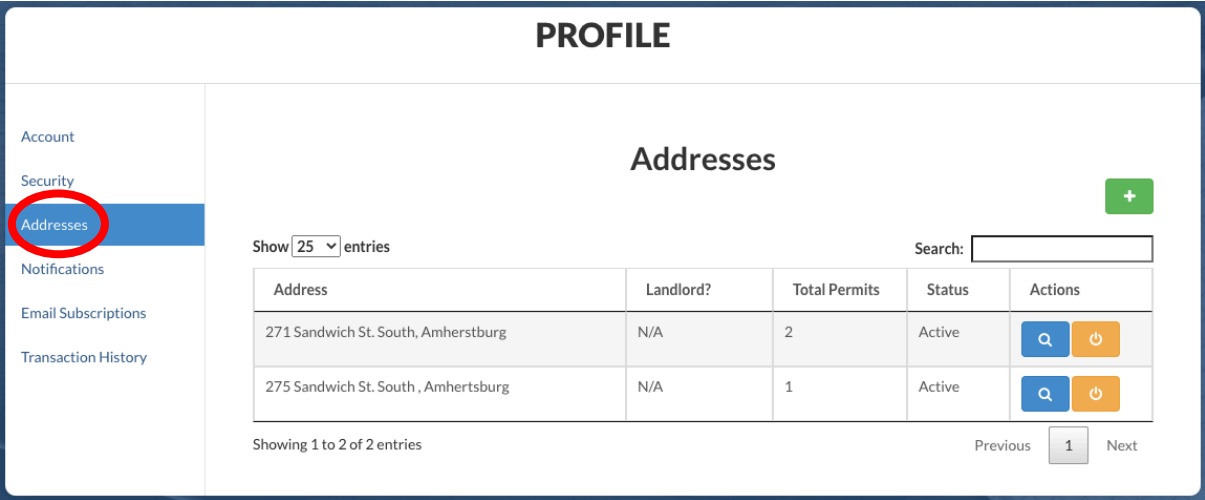 PROFILE
Account
Security
Addresses
Notifications
Email Subscriptions
Transaction History
Addresses
+
Show 25 entries
Search:
Address Landlord? Total Permits Status Actions
271 Sandwich St. South, Amherstburg N/A 2 Active
275 Sandwich St. South , Amhertsburg N/A 1 Active
Showing 1 to 2 of 2 entries
Previous 1 Next